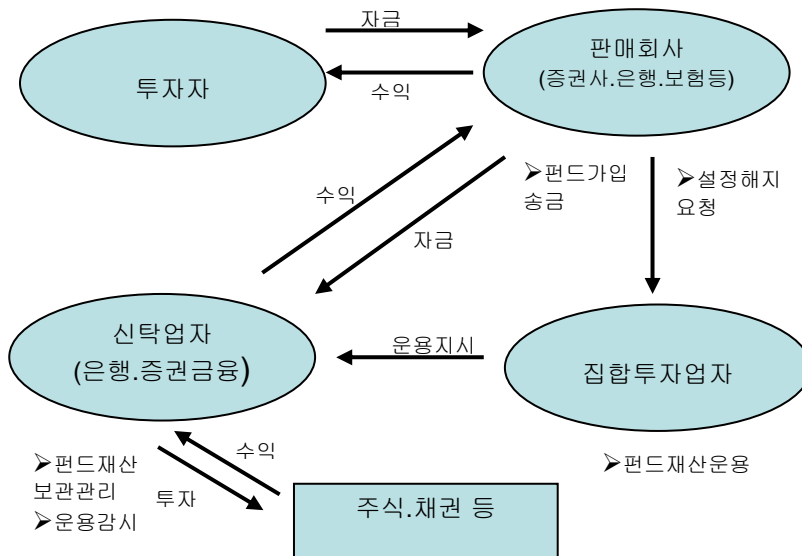 자금
투자자
판매회사
(증권사.은행.보험등)
수익
➢펀드가입
송금
➢설정해지
요청
수익
자금
신탁업자
(은행.증권금융)
운용지시
집합투자업자
➢펀드재산
보관관리
➢운용감시
수익
투자
➢펀드재산운용
주식.채권 등